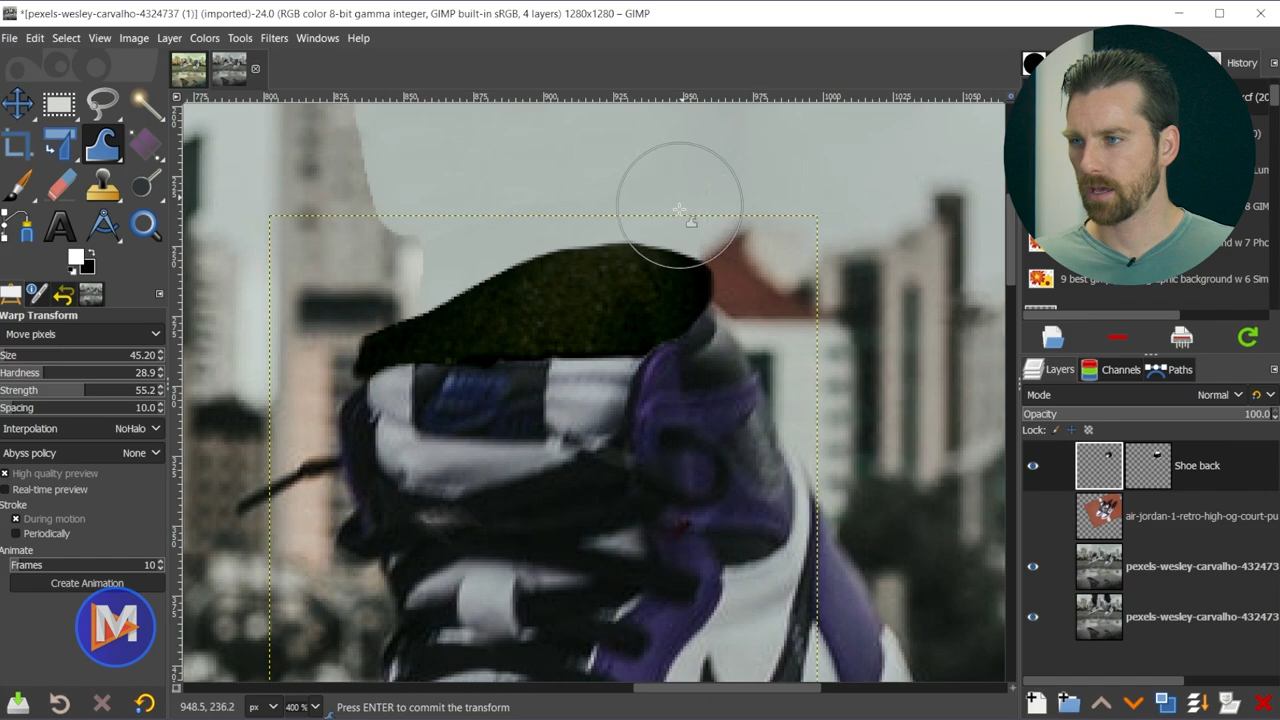 *[pexels-wesley-carvalho-4324737 (1)] (imported)-24.0 (RGB color 8-bit gamma integer, GIMP built-in sRGB, 4 layers) 1280x1280 – GIMP
File Edit Select View Image Layer Colors Tools Filters Windows Help
History
775 800 825 850 875 900 925 950 975 1000 1025 1050
9 best gi
w 6 Sim
Warp Transform
Move pixels
Size 45.20
Hardness 28.9
Strength 55.2
Spacing 10.0
Interpolation NoHalo
Abyss policy None
High quality preview
Real-time preview
Stroke
During motion
Periodically
Animate
Frames 10
Create Animation
M
Layers Channels Paths
Mode Normal
Opacity 100.0
Lock:
Shoe back
air-jordan-1-retro-high-og-court-pu
pexels-wesley-carvalho-432473
pexels-wesley-carvalho-432473
948.5, 236.2 px 400 % Press ENTER to commit the transform